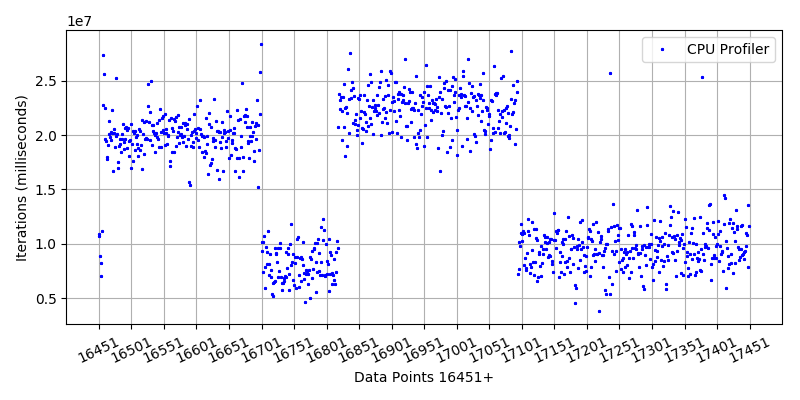 1e7
CPU Profiler
Iterations (milliseconds)
2.5
2.0
1.5
1.0
0.5
16451 16501 16551 16601 16651 16701 16751 16801 16851 16901 16951 17001 17051 17101 17151 17201 17251 17301 17351 17401 17451
Data Points 16451+